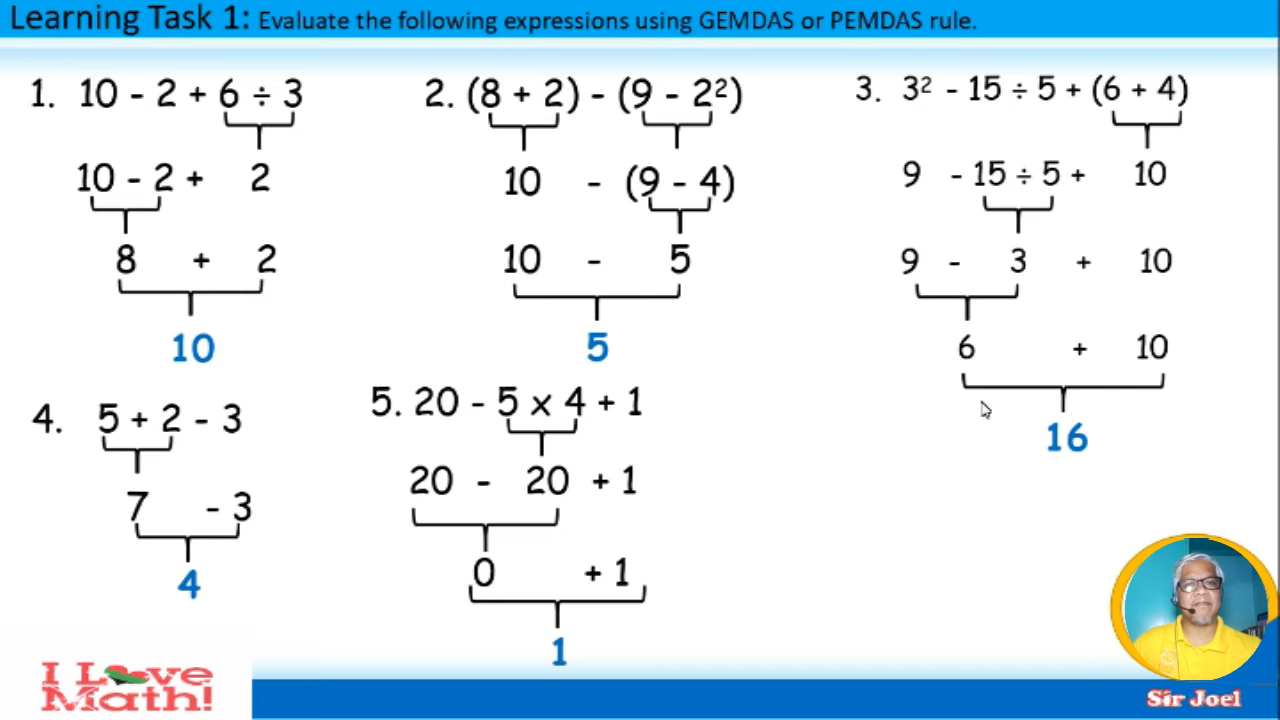 Learning Task 1: Evaluate the following expressions using GEMDAS or PEMDAS rule.
1. 10 - 2 + 6 ÷ 3
10 - 2 + 2
8 + 2
10
2. (8 + 2) - (9 - 2²)
10 - (9 - 4)
10 - 5
5
3. 3² - 15 ÷ 5 + (6 + 4)
9 - 15 ÷ 5 + 10
9 - 3 + 10
6 + 10
16
4. 5 + 2 - 3
7 - 3
4
5. 20 - 5 x 4 + 1
20 - 20 + 1
0 + 1
1
I Love
Math!
Sir Joel